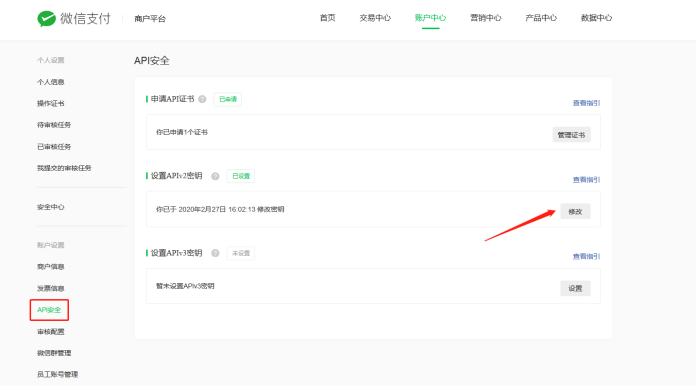 微信支付 商户平台 首页 交易中心 账户中心 营销中心 产品中心 数据中心
个人设置
个人信息
操作证书
待审核任务
已审核任务
我提交的审核任务
安全中心
账户设置
商户信息
发票信息
API安全
审核配置
微信群管理
员工账号管理
API安全
申请API证书 ? 已申请 查看指引
你已申请1个证书 管理证书
设置APIv2密钥 ? 已设置 查看指引
你已于 2020年2月27日 16:02:13 修改密钥 修改
设置APIv3密钥 ? 未设置 查看指引
暂未设置APIv3密钥 设置